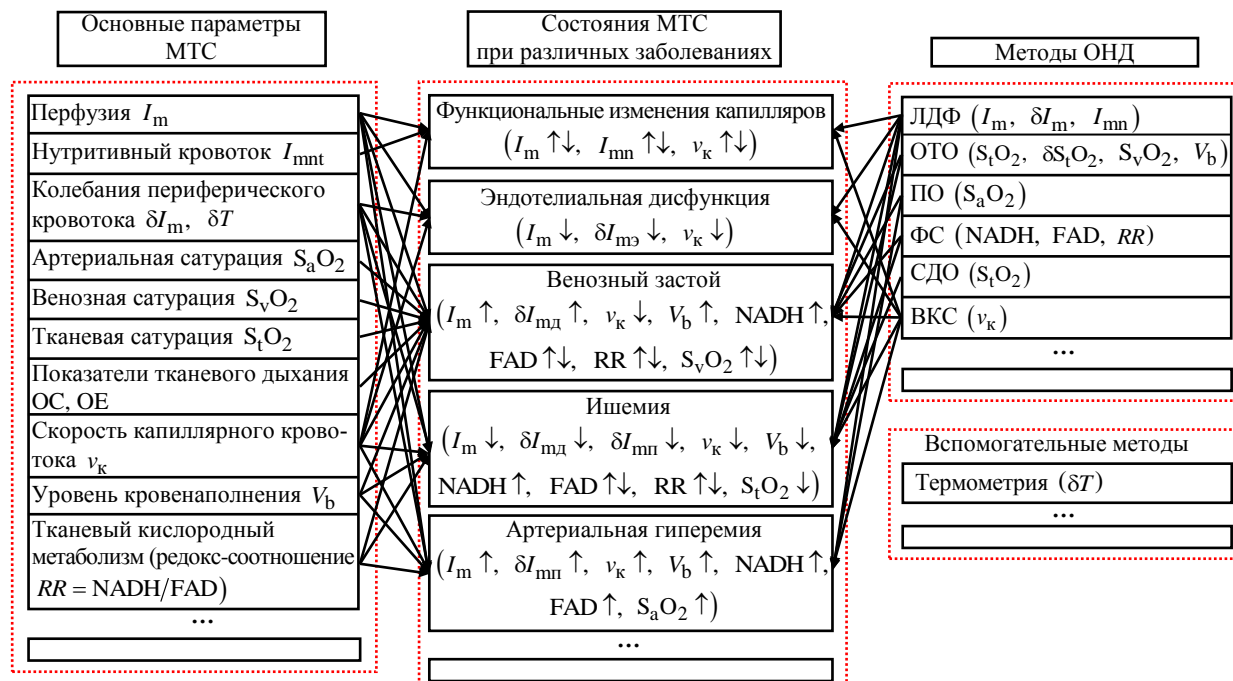 Основные параметры
МТС
Перфузия I_m
Нутритивный кровоток I_mnt
Колебания периферического
кровотока δI_m, δT
Артериальная сатурация S_aO_2
Венозная сатурация S_vO_2
Тканевая сатурация S_tO_2
Показатели тканевого дыхания
OC, OE
Скорость капиллярного крово-
тока v_к
Уровень кровенаполнения V_b
Тканевый кислородный
метаболизм (редокс-соотношение
RR = NADH/FAD)
...
Состояния МТС
при различных заболеваниях
Функциональные изменения капилляров
(I_m ↑↓, I_mn ↑↓, v_к ↑↓)
Эндотелиальная дисфункция
(I_m ↓, δI_mэ ↓, v_к ↓)
Венозный застой
(I_m ↑, δI_mд ↑, v_к ↓, V_b ↑, NADH ↑,
FAD ↑↓, RR ↑↓, S_vO_2 ↑↓)
Ишемия
(I_m ↓, δI_mд ↓, δI_mп ↓, v_к ↓, V_b ↓,
NADH ↑, FAD ↑↓, RR ↑↓, S_tO_2 ↓)
Артериальная гиперемия
(I_m ↑, δI_mп ↑, v_к ↑, V_b ↑, NADH ↑,
FAD ↑, S_aO_2 ↑)
...
Методы ОНД
ЛДФ (I_m, δI_m, I_mn)
ОТО (S_tO_2, δS_tO_2, S_vO_2, V_b)
ПО (S_aO_2)
ФС (NADH, FAD, RR)
СДО (S_tO_2)
ВКС (v_к)
...
Вспомогательные методы
Термометрия (δT)
...